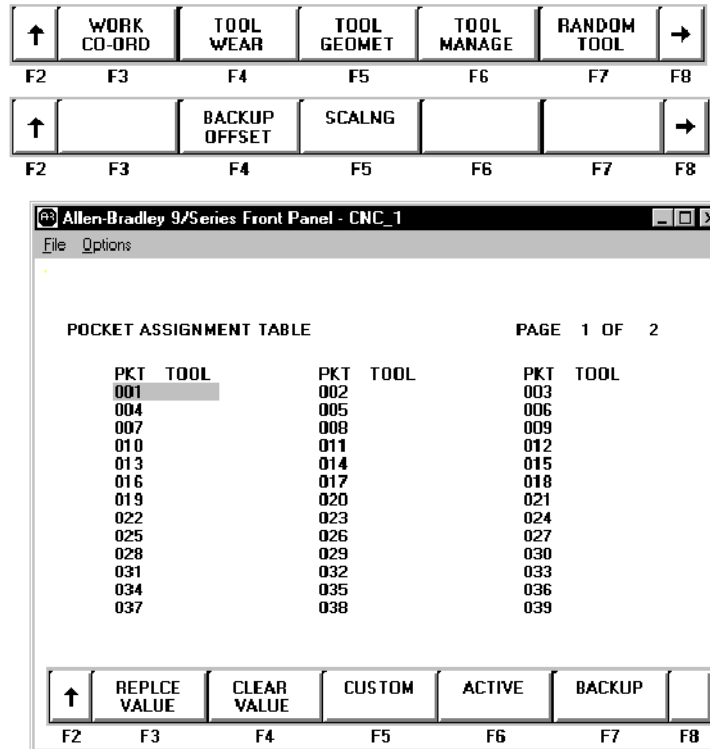 ↑ WORK CO-ORD TOOL WEAR TOOL GEOMET TOOL MANAGE RANDOM TOOL →
F2 F3 F4 F5 F6 F7 F8
↑ BACKUP OFFSET SCALNG →
F2 F3 F4 F5 F6 F7 F8
Allen-Bradley 9/Series Front Panel - CNC_1
File Options
POCKET ASSIGNMENT TABLE PAGE 1 OF 2
PKT TOOL PKT TOOL PKT TOOL
001 002 003
004 005 006
007 008 009
010 011 012
013 014 015
016 017 018
019 020 021
022 023 024
025 026 027
028 029 030
031 032 033
034 035 036
037 038 039
↑ REPLCE VALUE CLEAR VALUE CUSTOM ACTIVE BACKUP
F2 F3 F4 F5 F6 F7 F8